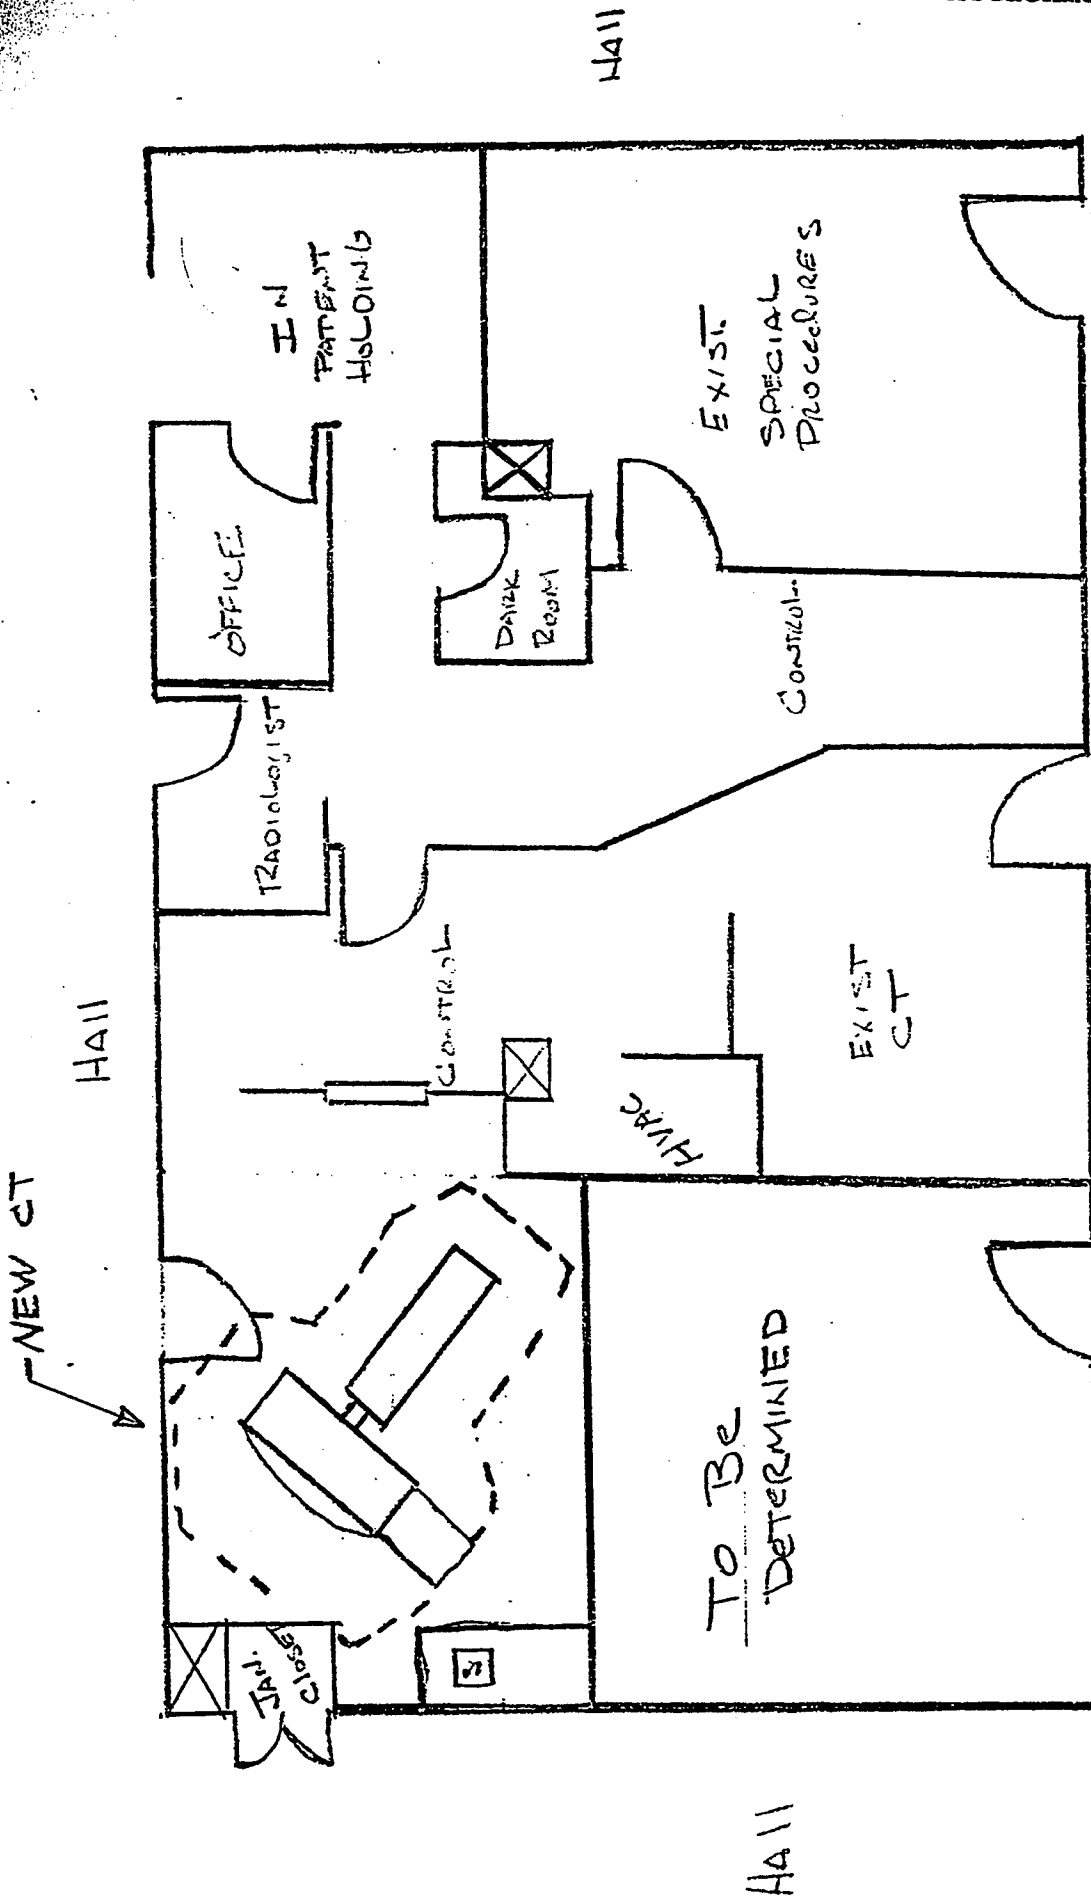 NEW CT
HAll
JAN.
CLOSET
S
CONTROL
HVAC
RADIOLOGIST
OFFICE
IN
PATIENT
HOLDING
DARK
ROOM
HAll
TO BE
DETERMINED
EXIST
CT
CONTROL
EXIST.
SPECIAL
PROCEdURES
HAll